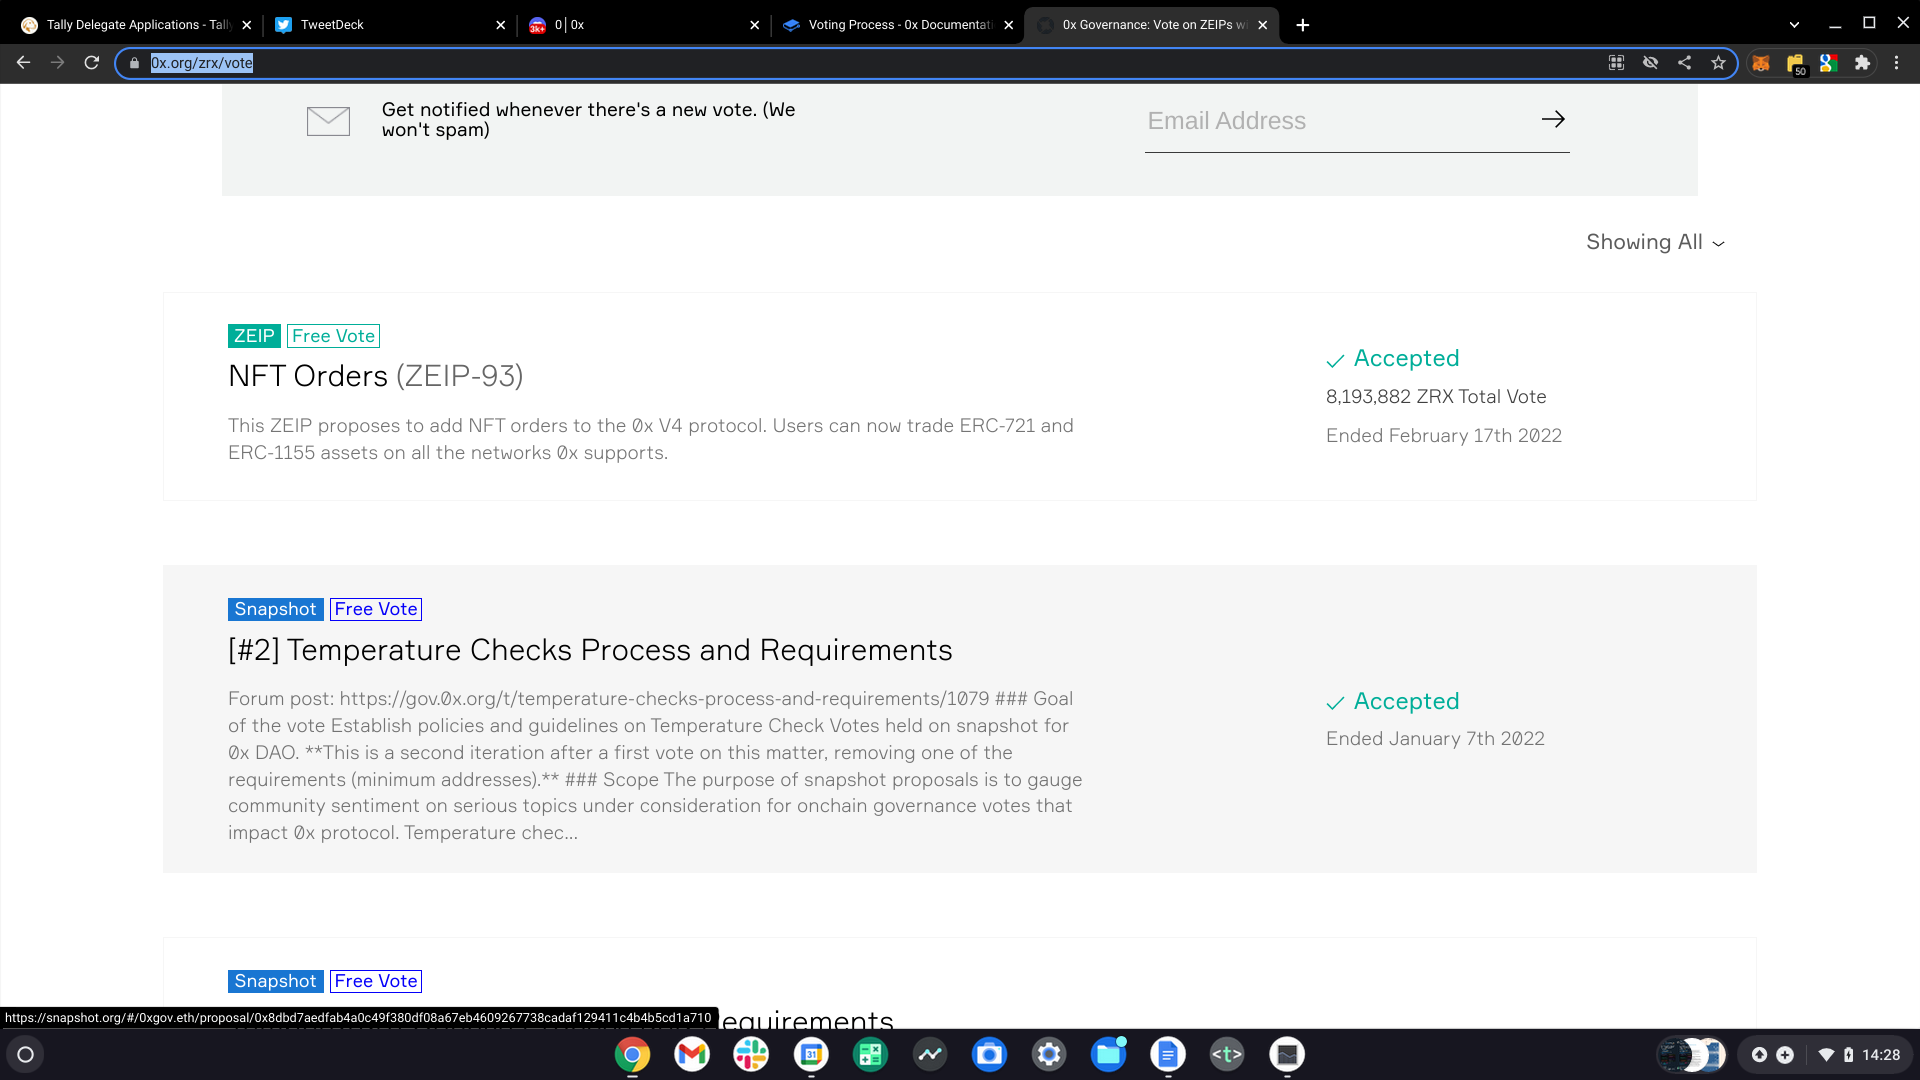 Tally Delegate Applications - Tally
TweetDeck
3k+
0 | 0x
Voting Process - 0x Documentati
0x Governance: Vote on ZEIPs wi
0x.org/zrx/vote
50
Get notified whenever there's a new vote. (We
won't spam)
Email Address
Showing All
ZEIP
Free Vote
NFT Orders (ZEIP-93)
This ZEIP proposes to add NFT orders to the 0x V4 protocol. Users can now trade ERC-721 and
ERC-1155 assets on all the networks 0x supports.
Accepted
8,193,882 ZRX Total Vote
Ended February 17th 2022
Snapshot
Free Vote
[#2] Temperature Checks Process and Requirements
Forum post: https://gov.0x.org/t/temperature-checks-process-and-requirements/1079 ### Goal
of the vote Establish policies and guidelines on Temperature Check Votes held on snapshot for
0x DAO. **This is a second iteration after a first vote on this matter, removing one of the
requirements (minimum addresses).** ### Scope The purpose of snapshot proposals is to gauge
community sentiment on serious topics under consideration for onchain governance votes that
impact 0x protocol. Temperature chec...
Accepted
Ended January 7th 2022
Snapshot
Free Vote
equirements
https://snapshot.org/#/0xgov.eth/proposal/0x8dbd7aedfab4a0c49f380df08a67eb4609267738cadaf129411c4b4b5cd1a710
31
<t>
14:28